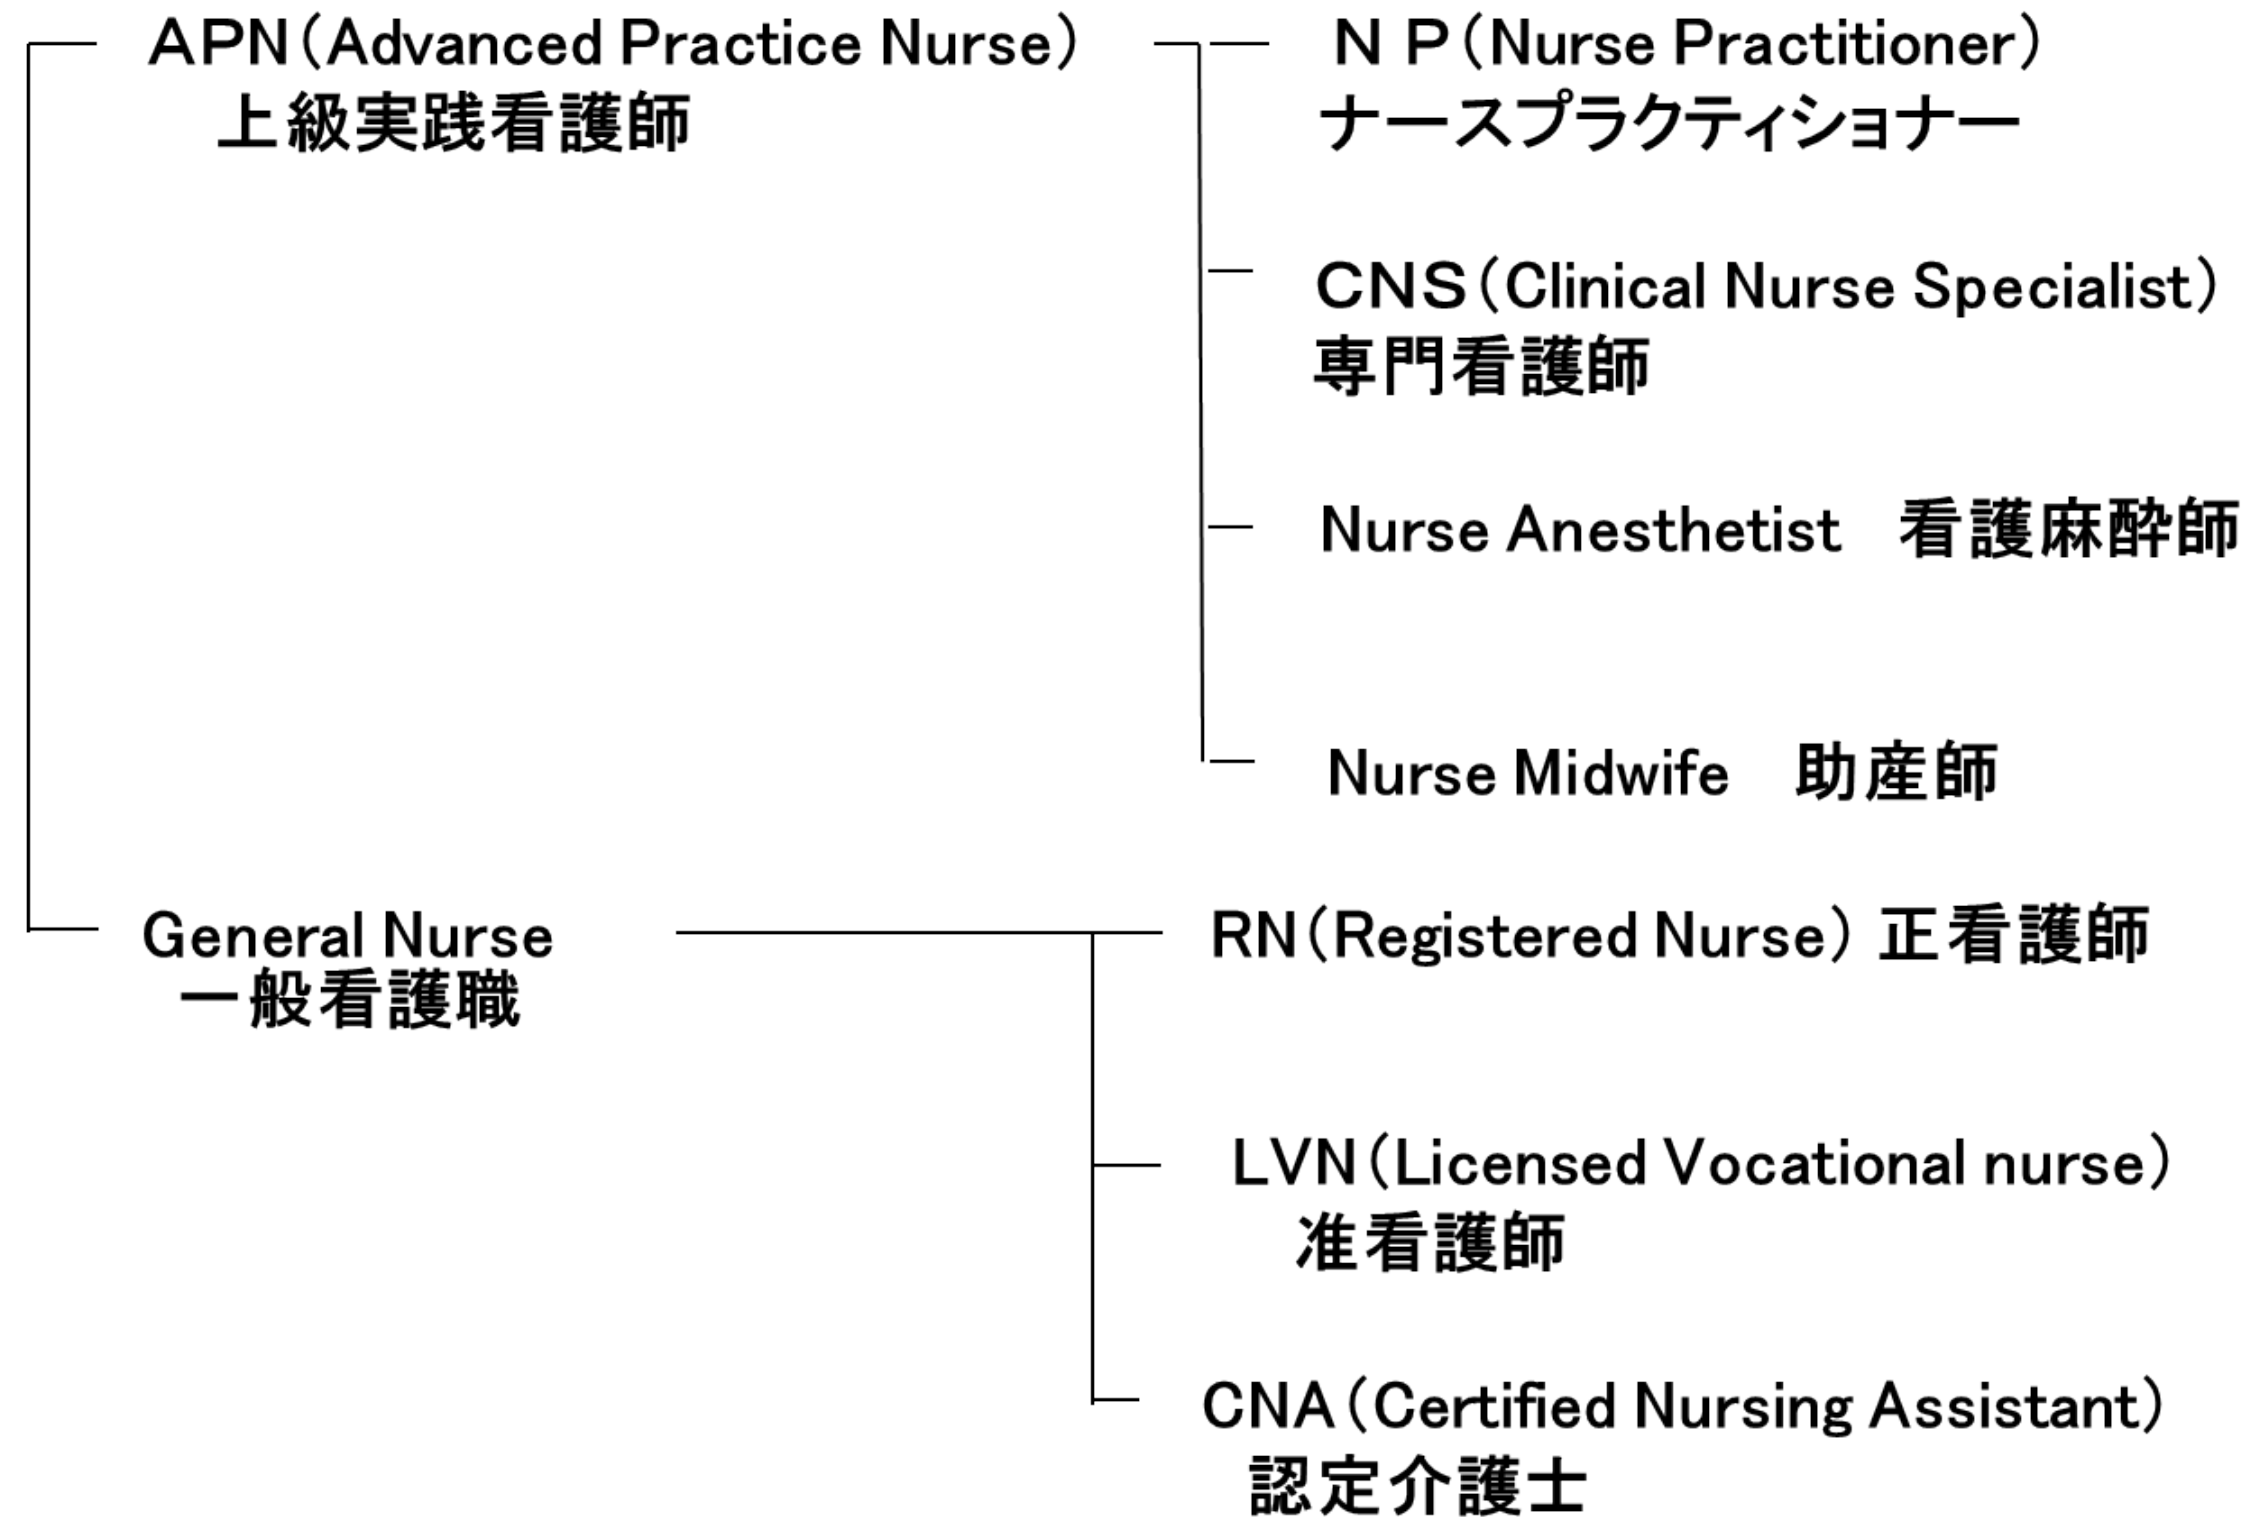 APN（Advanced Practice Nurse）
上級実践看護師
N P（Nurse Practitioner）
ナースプラクティショナー
CNS（Clinical Nurse Specialist）
専門看護師
Nurse Anesthetist　看護麻酔師
Nurse Midwife　助産師
General Nurse
一般看護職
RN（Registered Nurse）正看護師
LVN（Licensed Vocational nurse）
准看護師
CNA（Certified Nursing Assistant）
認定介護士